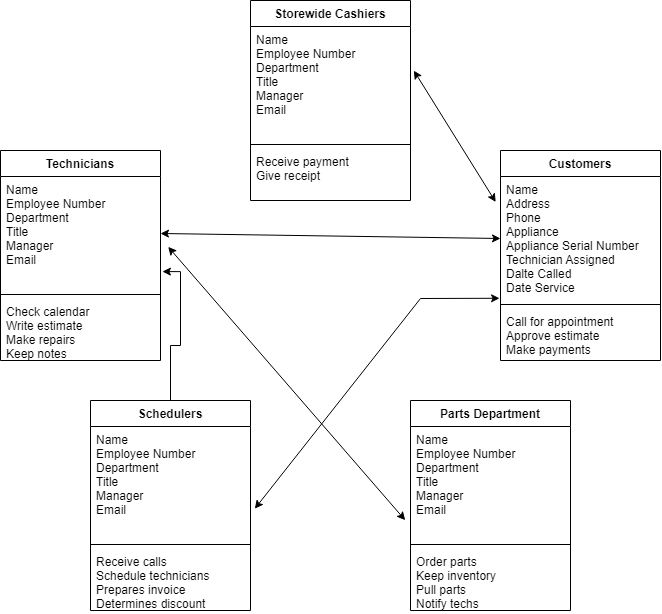 Storewide Cashiers
Name
Employee Number
Department
Title
Manager
Email
Receive payment
Give receipt
Technicians
Name
Employee Number
Department
Title
Manager
Email
Check calendar
Write estimate
Make repairs
Keep notes
Customers
Name
Address
Phone
Appliance
Appliance Serial Number
Technician Assigned
Dalte Called
Date Service
Call for appointment
Approve estimate
Make payments
Schedulers
Name
Employee Number
Department
Title
Manager
Email
Receive calls
Schedule technicians
Prepares invoice
Determines discount
Parts Department
Name
Employee Number
Department
Title
Manager
Email
Order parts
Keep inventory
Pull parts
Notify techs